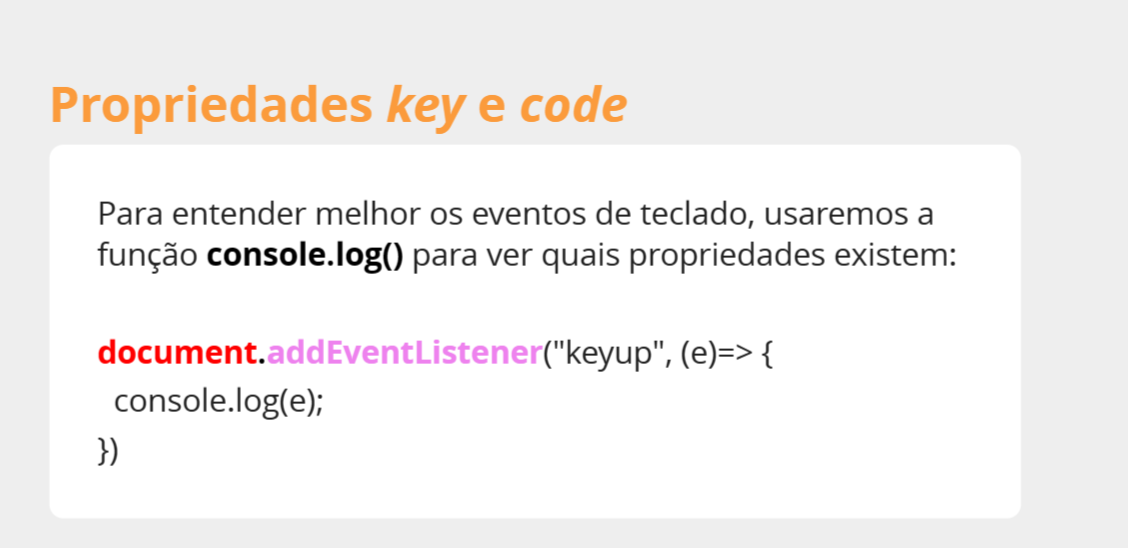 Propriedades key e code
Para entender melhor os eventos de teclado, usaremos a
função console.log() para ver quais propriedades existem:
document.addEventListener("keyup", (e)=> {
console.log(e);
})